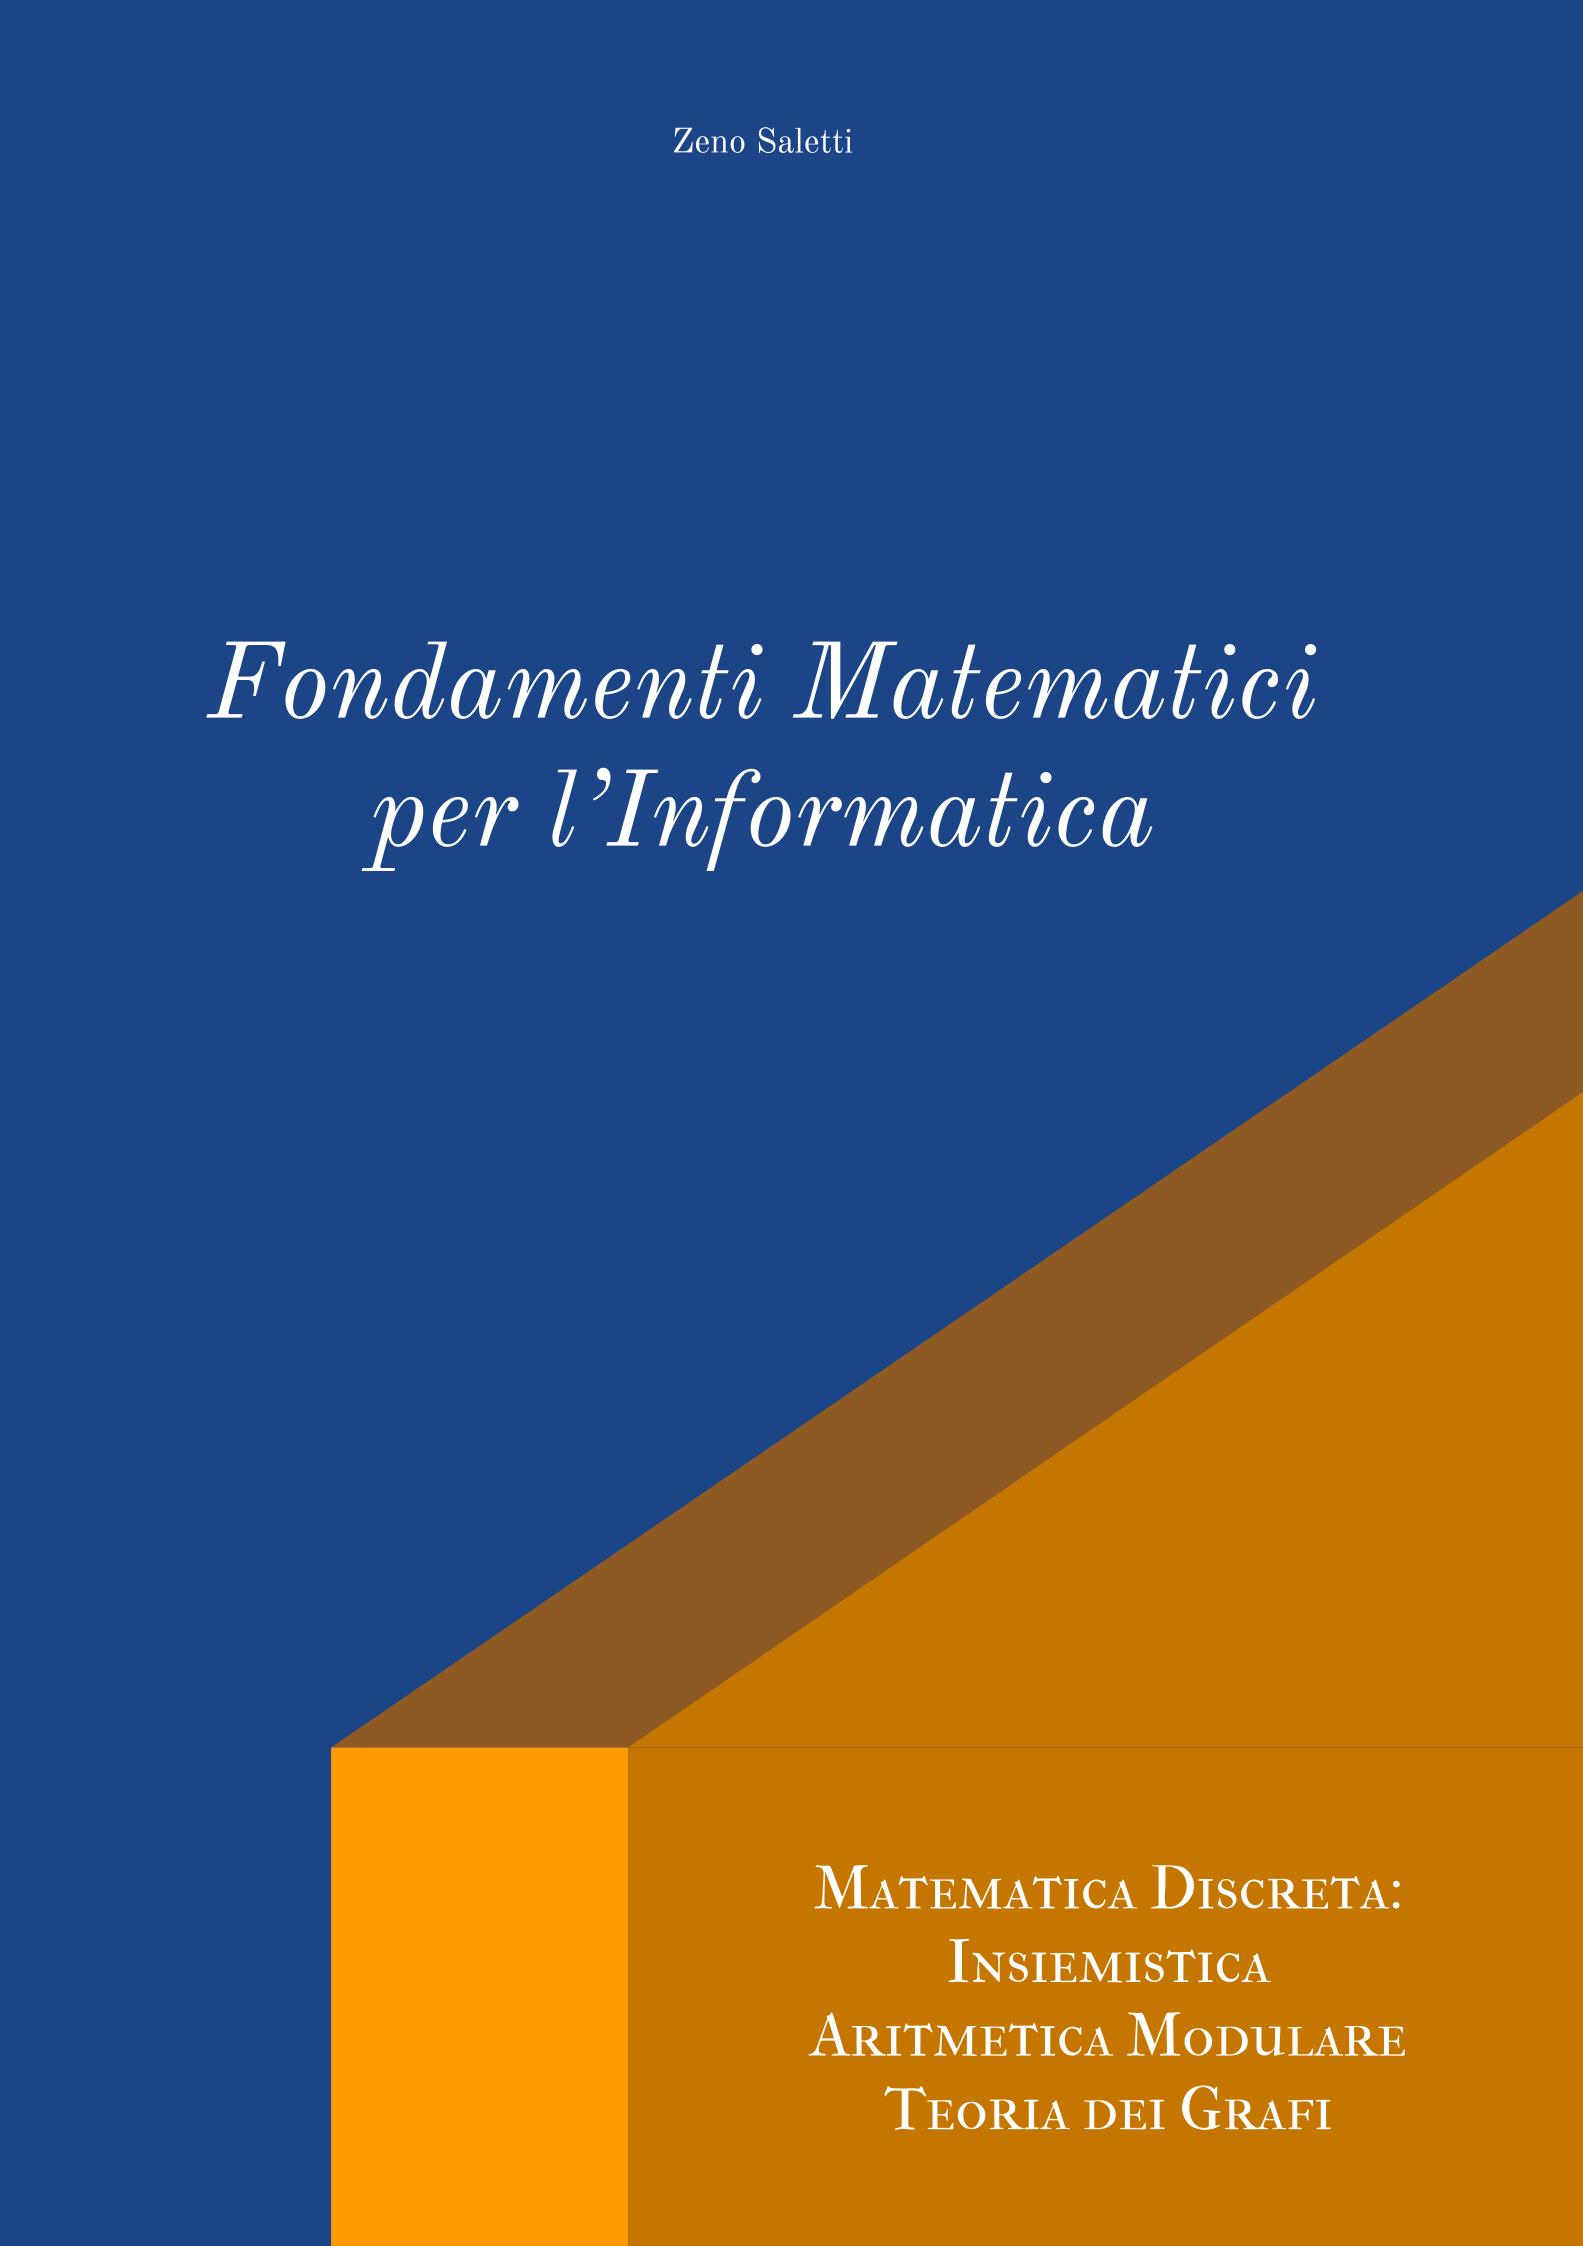 Zeno Saletti
Fondamenti Matematici
per l’Informatica
Matematica Discreta:
Insiemistica
Aritmetica Modulare
Teoria dei Grafi